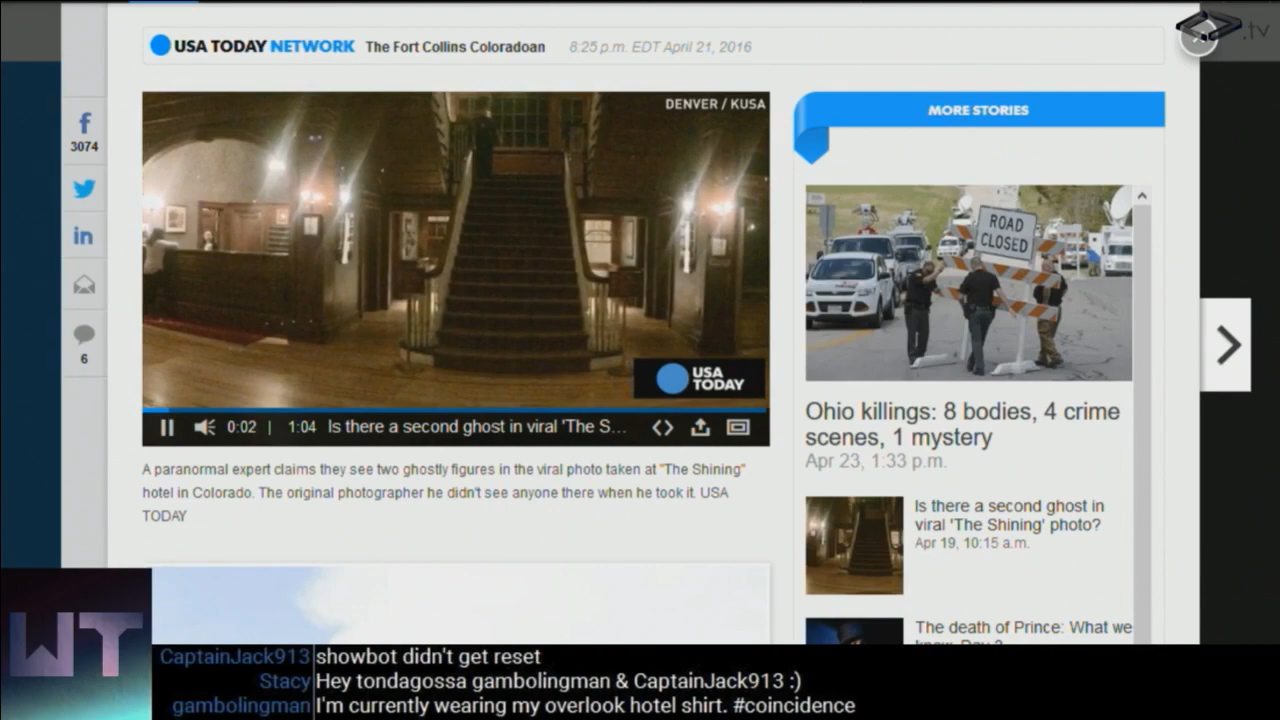 USA TODAY NETWORK The Fort Collins Coloradoan 8:25 p.m. EDT April 21, 2016
.tv
3074
6
DENVER / KUSA
USA TODAY
0:02 | 1:04 Is there a second ghost in viral 'The S...
A paranormal expert claims they see two ghostly figures in the viral photo taken at "The Shining"
hotel in Colorado. The original photographer he didn't see anyone there when he took it. USA
TODAY
MORE STORIES
ROAD
CLOSED
Ohio killings: 8 bodies, 4 crime
scenes, 1 mystery
Apr 23, 1:33 p.m.
Is there a second ghost in
viral 'The Shining' photo?
Apr 19, 10:15 a.m.
The death of Prince: What we
WT
CaptainJack913 showbot didn't get reset
Stacy Hey tondagossa gambolingman & CaptainJack913 :)
gambolingman I'm currently wearing my overlook hotel shirt. #coincidence